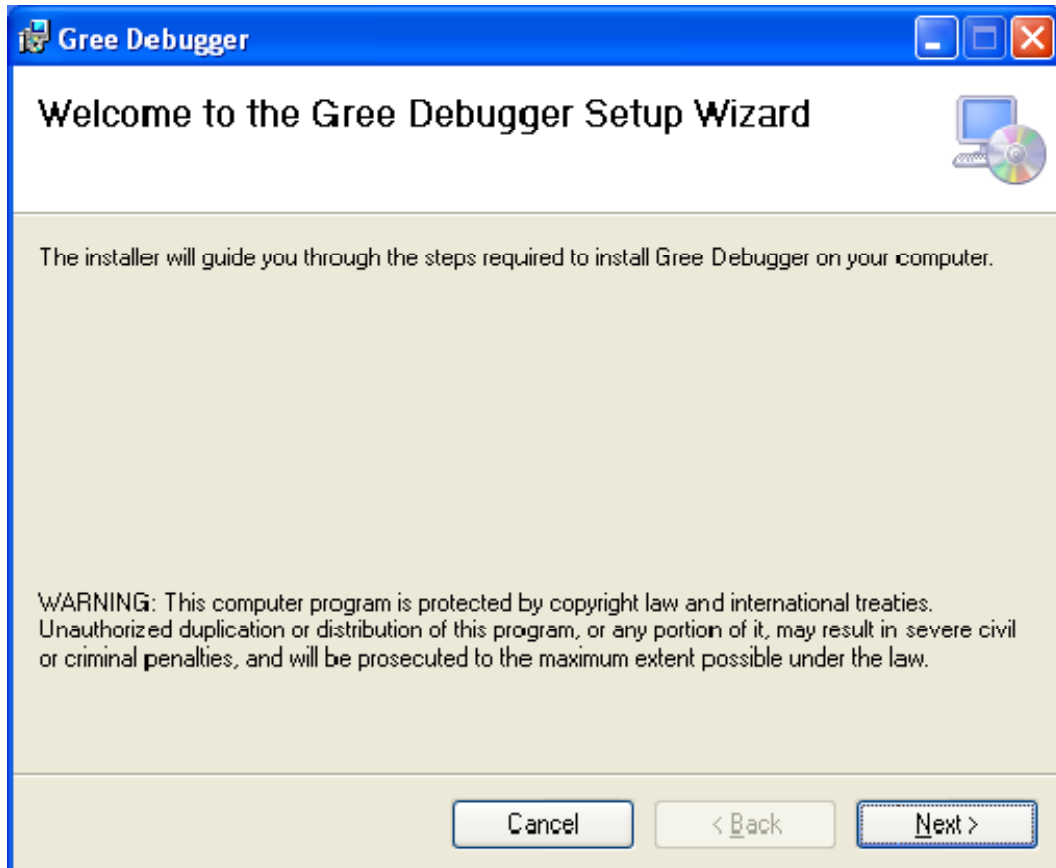 Gree Debugger
Welcome to the Gree Debugger Setup Wizard
The installer will guide you through the steps required to install Gree Debugger on your computer.
WARNING: This computer program is protected by copyright law and international treaties.
Unauthorized duplication or distribution of this program, or any portion of it, may result in severe civil
or criminal penalties, and will be prosecuted to the maximum extent possible under the law.
Cancel
< Back
Next >